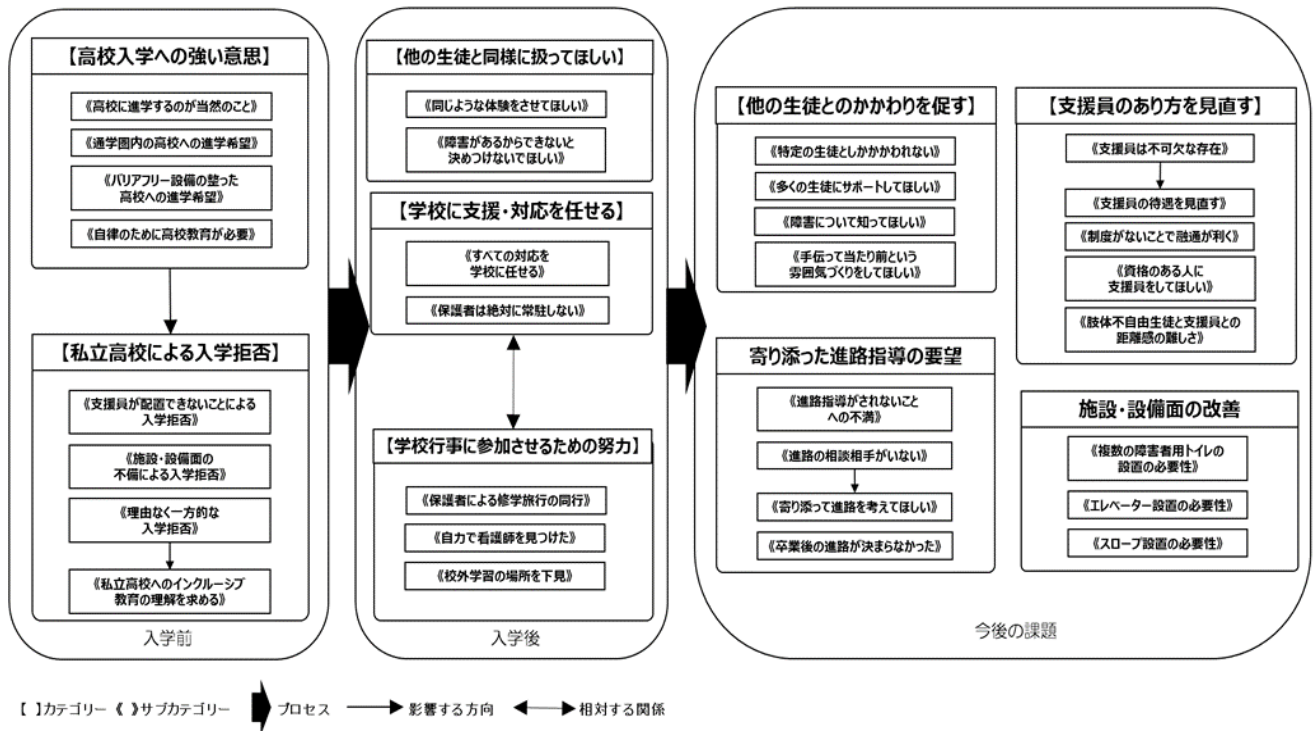 【高校入学への強い意思】
《高校に進学するのが当然のこと》
《通学圏内の高校への進学希望》
《バリアフリー設備の整った
高校への進学希望》
《自律のために高校教育が必要》
【私立高校による入学拒否】
《支援員が配置できないことによる
入学拒否》
《施設・設備面の
不備による入学拒否》
《理由なく一方的な
入学拒否》
《私立高校へのインクルーシブ
教育の理解を求める》
入学前
【他の生徒と同様に扱ってほしい】
《同じような体験をさせてほしい》
《障害があるからできないと
決めつけないでほしい》
【学校に支援・対応を任せる】
《すべての対応を
学校に任せる》
《保護者は絶対に常駐しない》
【学校行事に参加させるための努力】
《保護者による修学旅行の同行》
《自力で看護師を見つけた》
《校外学習の場所を下見》
入学後
【他の生徒とのかかわりを促す】
《特定の生徒としかかかわれない》
《多くの生徒にサポートしてほしい》
《障害について知ってほしい》
《手伝って当たり前という
雰囲気づくりをしてほしい》
寄り添った進路指導の要望
《進路指導がされないこと
への不満》
《進路の相談相手がいない》
《寄り添って進路を考えてほしい》
《卒業後の進路が決まらなかった》
【支援員のあり方を見直す】
《支援員は不可欠な存在》
《支援員の待遇を見直す》
《制度がないことで融通が利く》
《資格のある人に
支援員をしてほしい》
《肢体不自由生徒と支援員との
距離感の難しさ》
施設・設備面の改善
《複数の障害者用トイレの
設置の必要性》
《エレベーター設置の必要性》
《スロープ設置の必要性》
今後の課題
【 】カテゴリー《 》サブカテゴリー プロセス 影響する方向 相対する関係